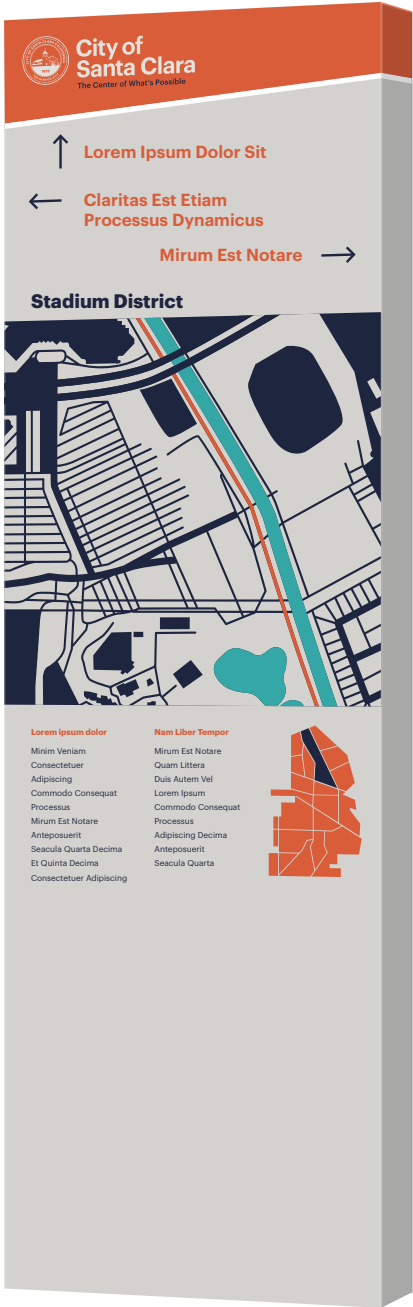 City of
Santa Clara
The Center of What's Possible
Lorem Ipsum Dolor Sit
Claritas Est Etiam
Processus Dynamicus
Mirum Est Notare
Stadium District
Lorem ipsum dolor
Minim Veniam
Consectetuer
Adipiscing
Commodo Consequat
Processus
Mirum Est Notare
Anteposuerit
Seacula Quarta Decima
Et Quinta Decima
Consectetuer Adipiscing
Nam Liber Tempor
Mirum Est Notare
Quam Littera
Duis Autem Vel
Lorem Ipsum
Commodo Consequat
Processus
Adipiscing Decima
Anteposuerit
Seacula Quarta